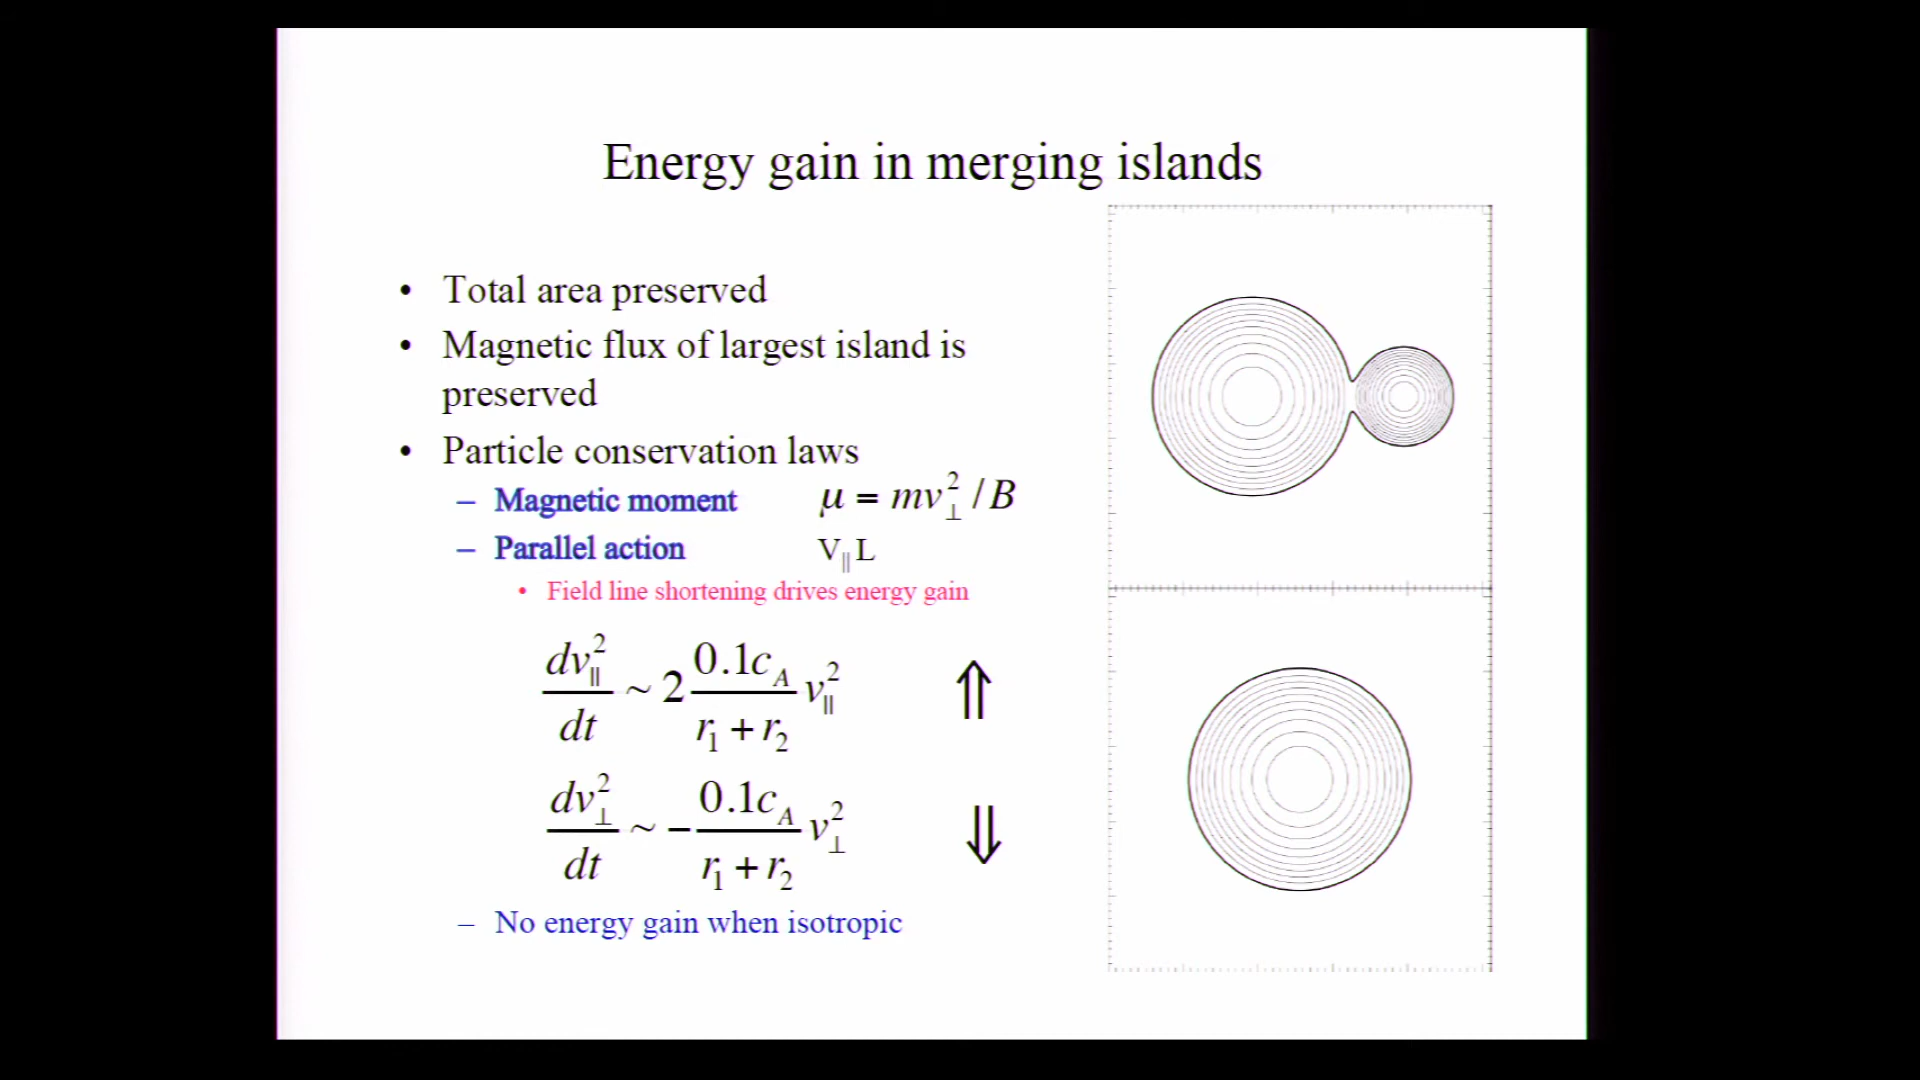 Energy gain in merging islands
• Total area preserved
• Magnetic flux of largest island is
preserved
• Particle conservation laws
– Magnetic moment μ = mv⊥² / B
– Parallel action V∥L
• Field line shortening drives energy gain
dv∥²/dt ~ 2 0.1c_A/(r₁ + r₂) v∥² ⇑
dv⊥²/dt ~ − 0.1c_A/(r₁ + r₂) v⊥² ⇓
– No energy gain when isotropic